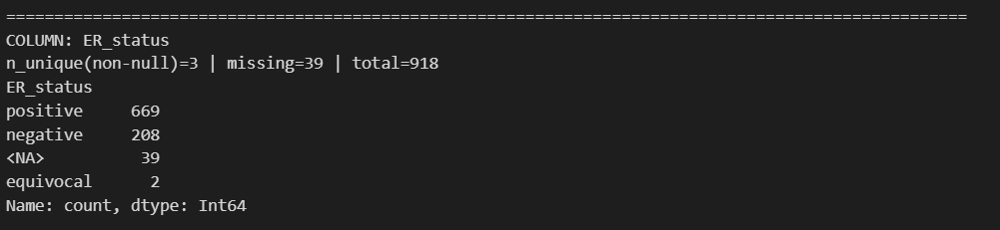 ====================================================================================================
COLUMN: ER_status
n_unique(non-null)=3 | missing=39 | total=918
ER_status
positive     669
negative     208
<NA>          39
equivocal      2
Name: count, dtype: Int64